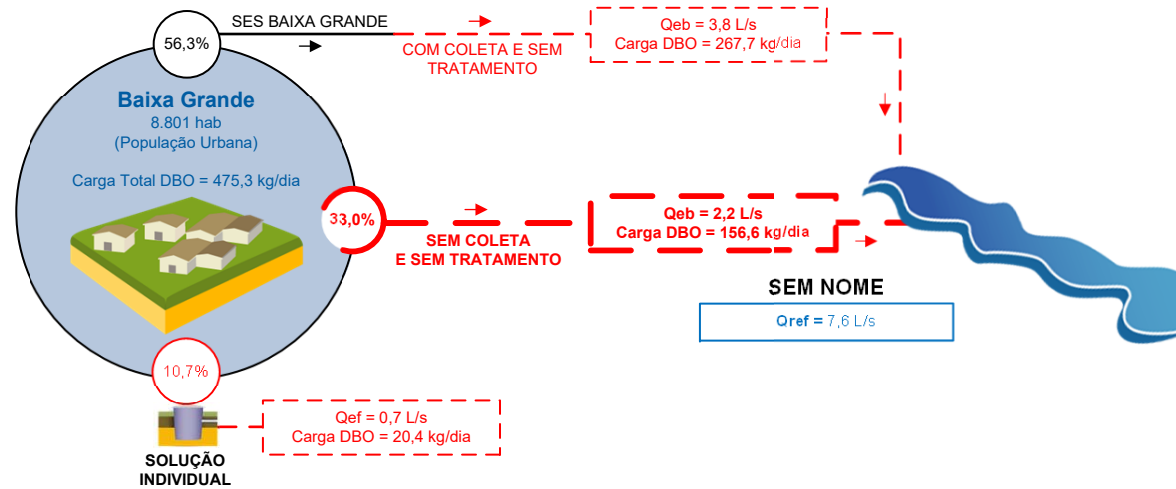 SES BAIXA GRANDE
56,3%
COM COLETA E SEM
TRATAMENTO
Qeb = 3,8 L/s
Carga DBO = 267,7 kg/dia
Baixa Grande
8.801 hab
(População Urbana)
Carga Total DBO = 475,3 kg/dia
33,0%
SEM COLETA
E SEM TRATAMENTO
Qeb = 2,2 L/s
Carga DBO = 156,6 kg/dia
SEM NOME
Qref = 7,6 L/s
10,7%
Qef = 0,7 L/s
Carga DBO = 20,4 kg/dia
SOLUÇÃO
INDIVIDUAL